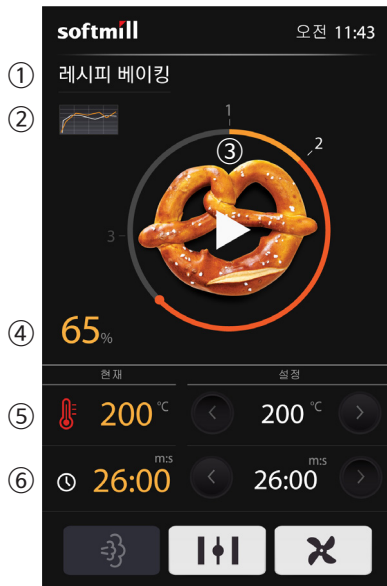 softmill 오전 11:43
① 레시피 베이킹
②
1
③
2
3
④ 65%
현재 설정
⑤ 200 °C 200 °C
m:s m:s
⑥ 26:00 26:00